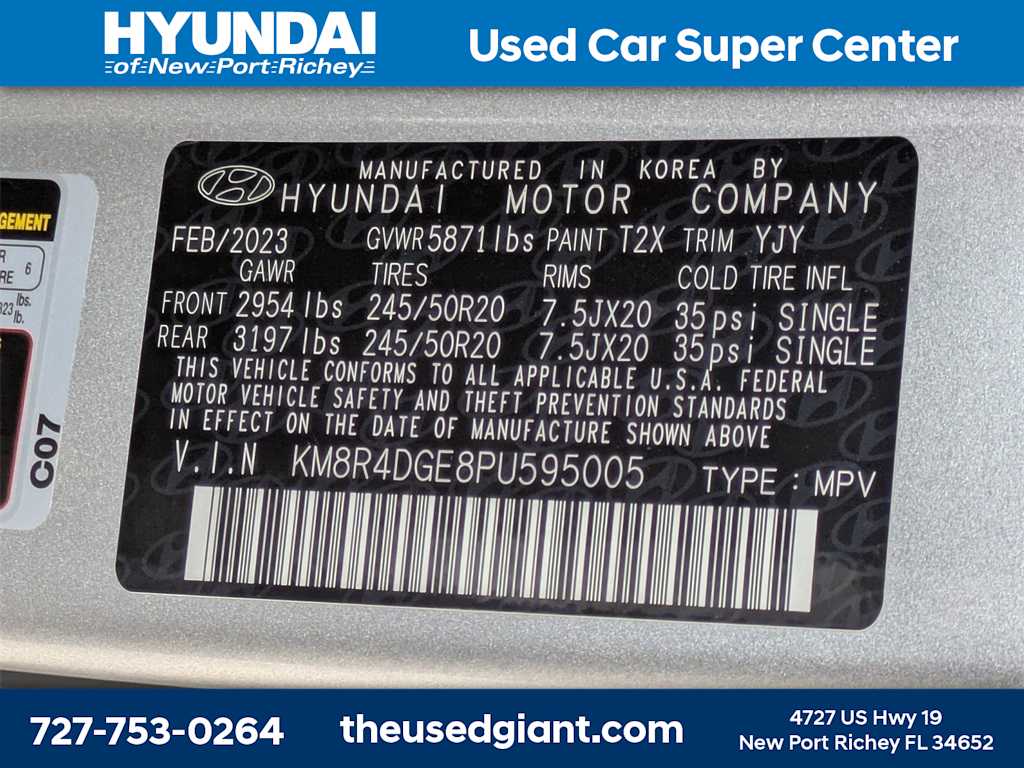 HYUNDAI
of New Port Richey
Used Car Super Center
MANUFACTURED IN KOREA BY
HYUNDAI MOTOR COMPANY
FEB/2023 GVWR 5871lbs PAINT T2X TRIM YJY
GAWR TIRES RIMS COLD TIRE INFL
FRONT 2954 lbs 245/50R20 7.5JX20 35psi SINGLE
REAR 3197 lbs 245/50R20 7.5JX20 35psi SINGLE
THIS VEHICLE CONFORMS TO ALL APPLICABLE U.S.A. FEDERAL
MOTOR VEHICLE SAFETY AND THEFT PREVENTION STANDARDS
IN EFFECT ON THE DATE OF MANUFACTURE SHOWN ABOVE
V.I.N KM8R4DGE8PU595005 TYPE : MPV
6
lbs.
lb.
C07
727-753-0264
theusedgiant.com
4727 US Hwy 19
New Port Richey FL 34652